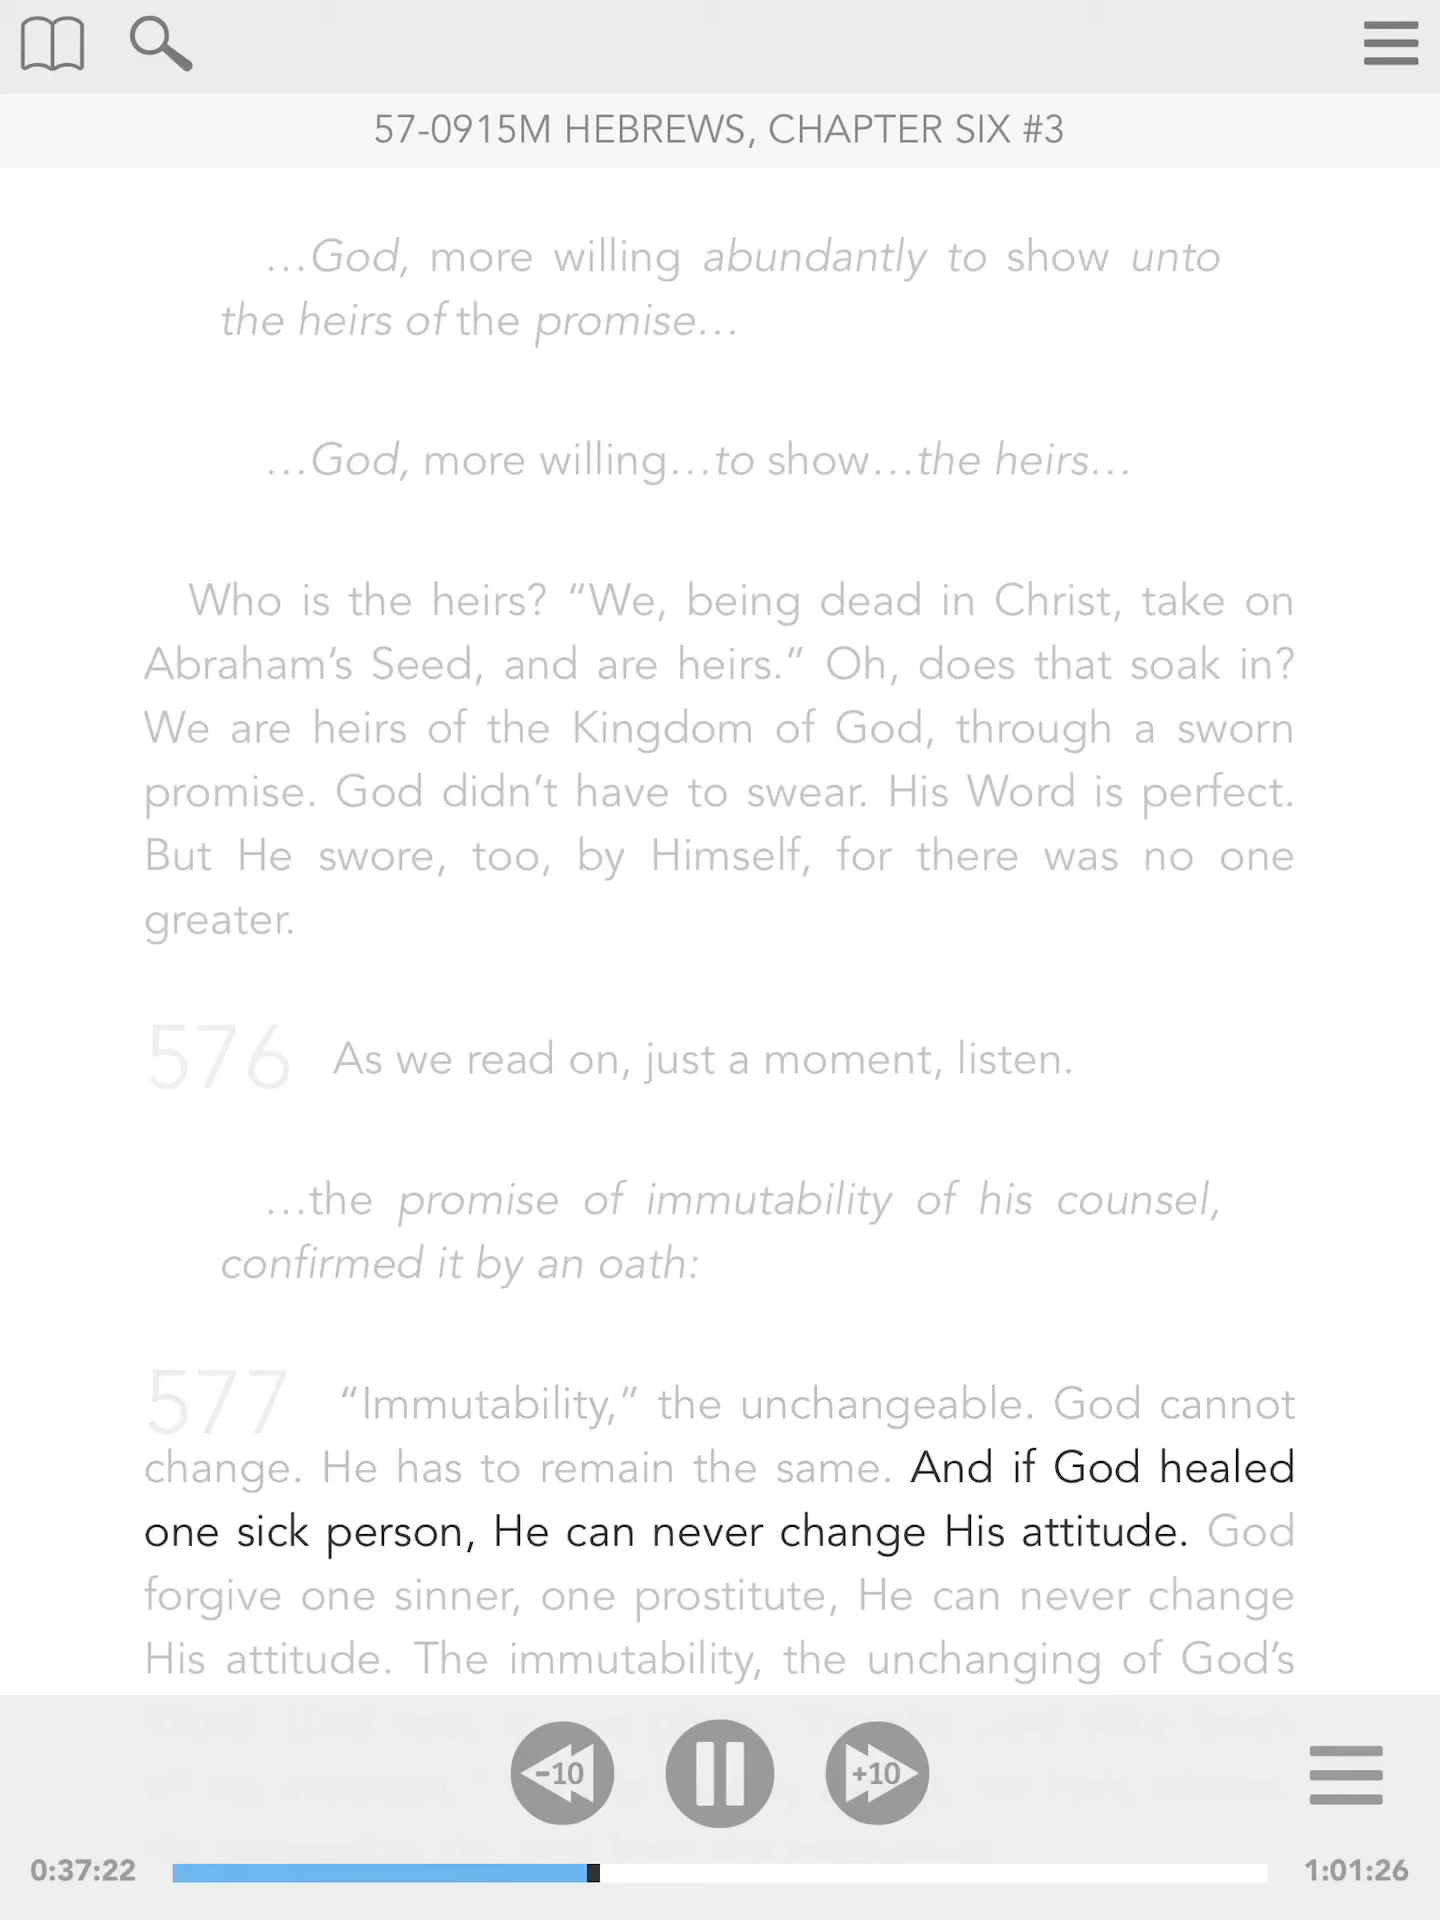 57-0915M HEBREWS, CHAPTER SIX #3
…God, more willing abundantly to show unto
the heirs of the promise…
…God, more willing…to show…the heirs…
Who is the heirs? “We, being dead in Christ, take on
Abraham’s Seed, and are heirs.” Oh, does that soak in?
We are heirs of the Kingdom of God, through a sworn
promise. God didn’t have to swear. His Word is perfect.
But He swore, too, by Himself, for there was no one
greater.
576 As we read on, just a moment, listen.
…the promise of immutability of his counsel,
confirmed it by an oath:
577 “Immutability,” the unchangeable. God cannot
change. He has to remain the same. And if God healed
one sick person, He can never change His attitude. God
forgive one sinner, one prostitute, He can never change
His attitude. The immutability, the unchanging of God’s
-10 +10
0:37:22 1:01:26